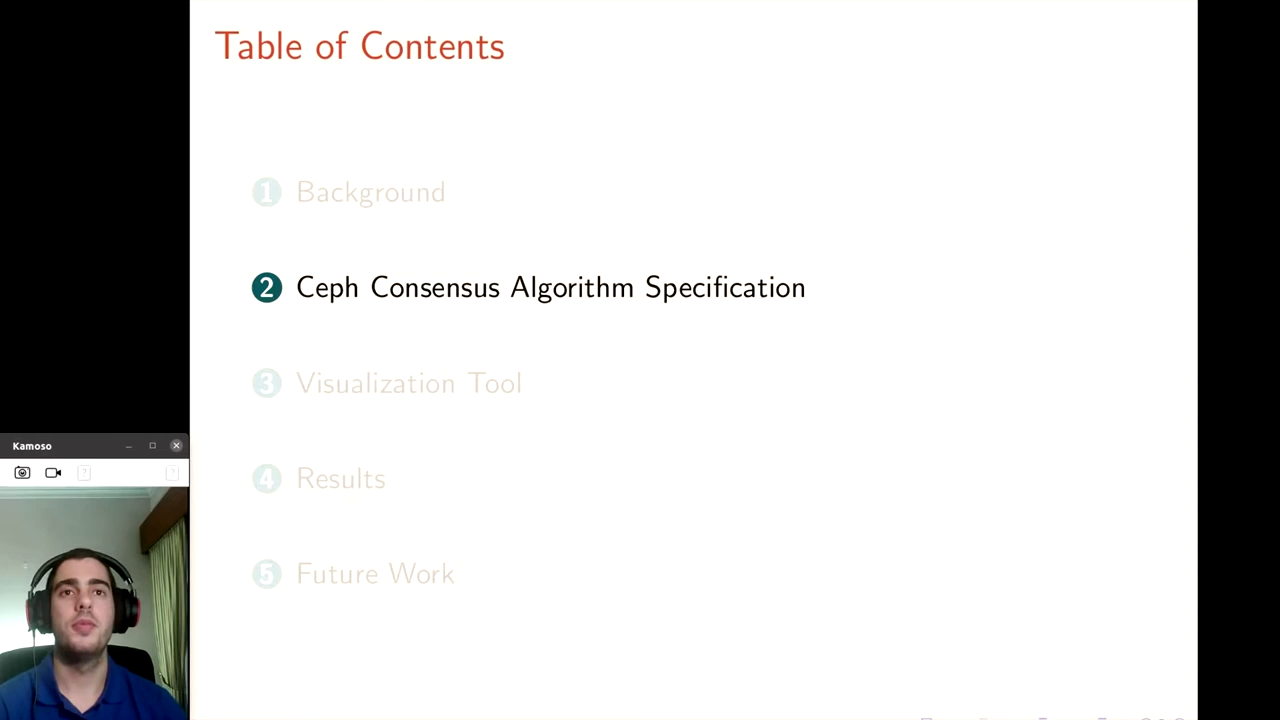 Table of Contents
1 Background
2 Ceph Consensus Algorithm Specification
3 Visualization Tool
4 Results
5 Future Work
Kamoso